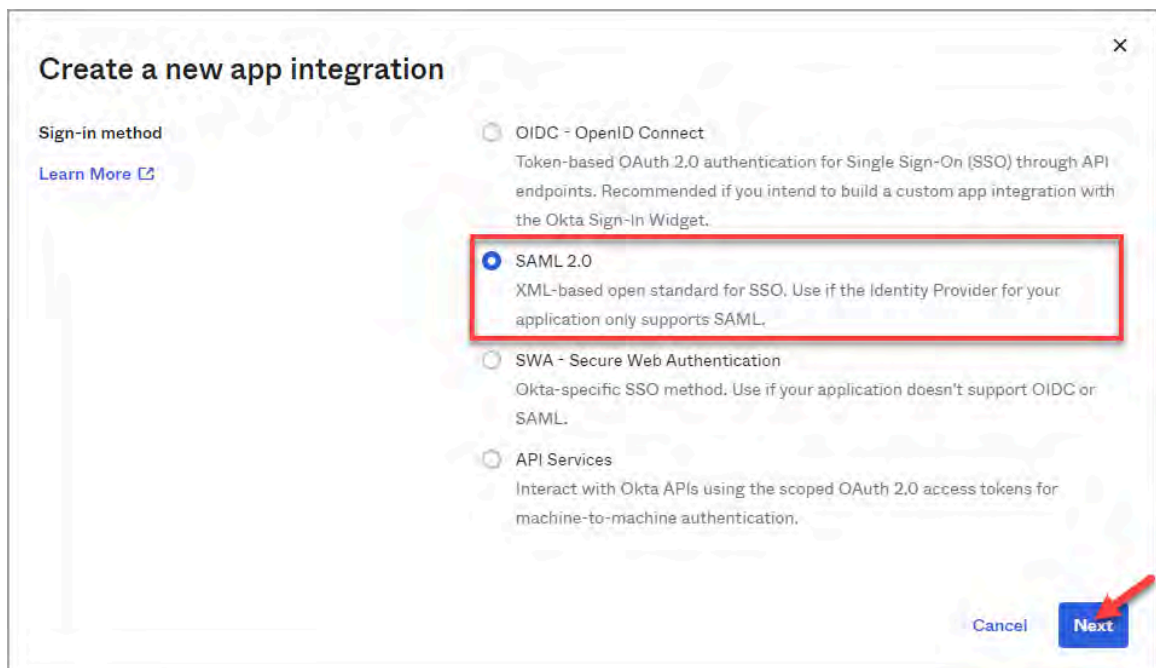 Create a new app integration
Sign-in method
Learn More
OIDC - OpenID Connect
Token-based OAuth 2.0 authentication for Single Sign-On (SSO) through API
endpoints. Recommended if you intend to build a custom app integration with
the Okta Sign-In Widget.
SAML 2.0
XML-based open standard for SSO. Use if the Identity Provider for your
application only supports SAML.
SWA - Secure Web Authentication
Okta-specific SSO method. Use if your application doesn't support OIDC or
SAML.
API Services
Interact with Okta APIs using the scoped OAuth 2.0 access tokens for
machine-to-machine authentication.
Cancel
Next